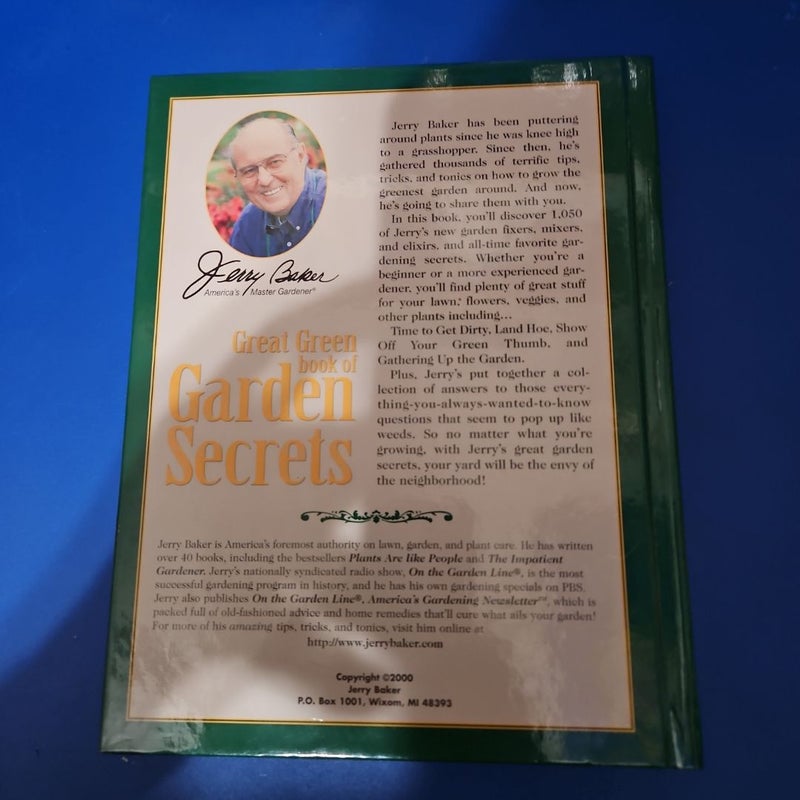 Jerry Baker
America's Master Gardener®
Great Green
book of
Garden
Secrets
Jerry Baker has been puttering
around plants since he was knee high
to a grasshopper. Since then, he's
gathered thousands of terrific tips,
tricks, and tonics on how to grow the
greenest garden around. And now,
he's going to share them with you.
In this book, you'll discover 1,050
of Jerry's new garden fixers, mixers,
and elixirs, and all-time favorite gar-
dening secrets. Whether you're a
beginner or a more experienced gar-
dener, you'll find plenty of great stuff
for your lawn, flowers, veggies, and
other plants including...
Time to Get Dirty, Land Hoe, Show
Off Your Green Thumb, and
Gathering Up the Garden.
Plus, Jerry's put together a col-
lection of answers to those every-
thing-you-always-wanted-to-know
questions that seem to pop up like
weeds. So no matter what you're
growing, with Jerry's great garden
secrets, your yard will be the envy of
the neighborhood!
Jerry Baker is America's foremost authority on lawn, garden, and plant care. He has written
over 40 books, including the bestsellers Plants Are like People and The Impatient
Gardener. Jerry's nationally syndicated radio show, On the Garden Line®, is the most
successful gardening program in history, and he has his own gardening specials on PBS.
Jerry also publishes On the Garden Line®, America's Gardening Newsletter™, which is
packed full of old-fashioned advice and home remedies that'll cure what ails your garden!
For more of his amazing tips, tricks, and tonics, visit him online at
http://www.jerrybaker.com
Copyright ©2000
Jerry Baker
P.O. Box 1001, Wixom, MI 48393